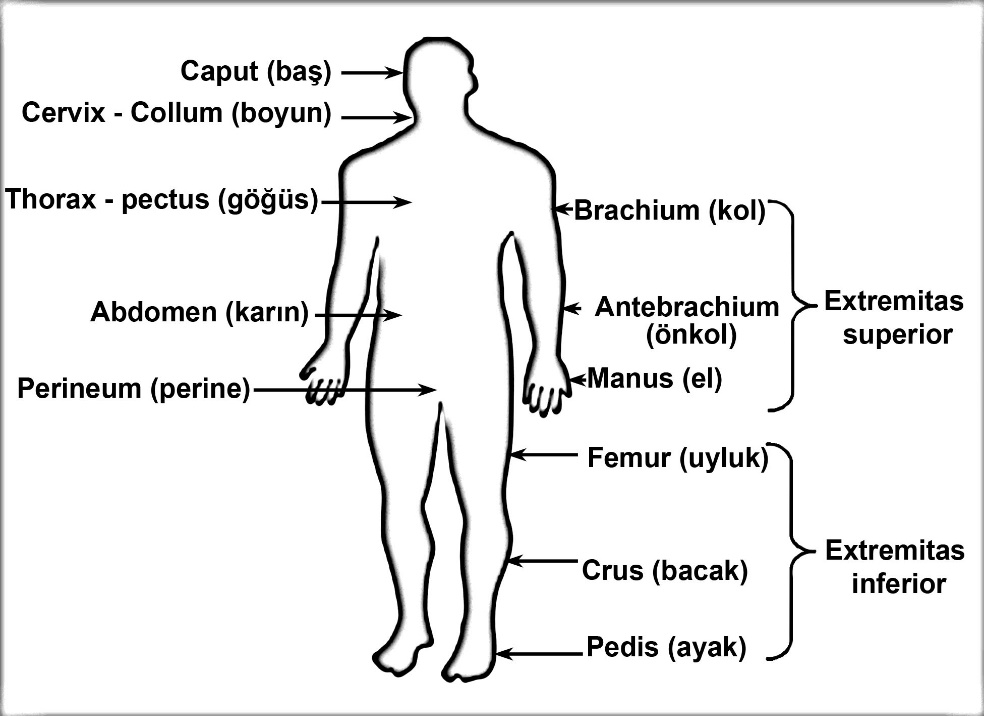 Caput (baş)
Cervix - Collum (boyun)
Thorax - pectus (göğüs)
Abdomen (karın)
Perineum (perine)
Brachium (kol)
Antebrachium
(önkol)
Manus (el)
Extremitas
superior
Femur (uyluk)
Crus (bacak)
Pedis (ayak)
Extremitas
inferior